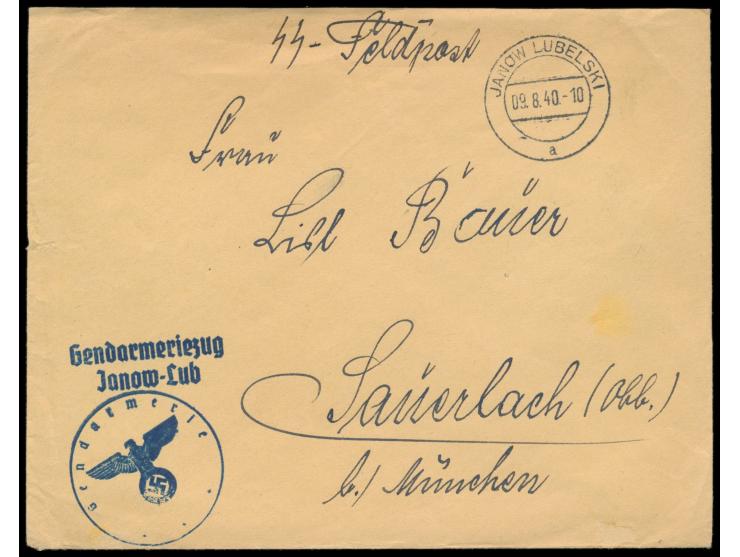 SS-Feldpost
JANOW LUBELSKI
09.8.40.-10
a
Frau
Lisl Bauer
Gendarmeriezug
Janow-Lub
Gendarmerie
Sauerlach (Obb.)
b./ München